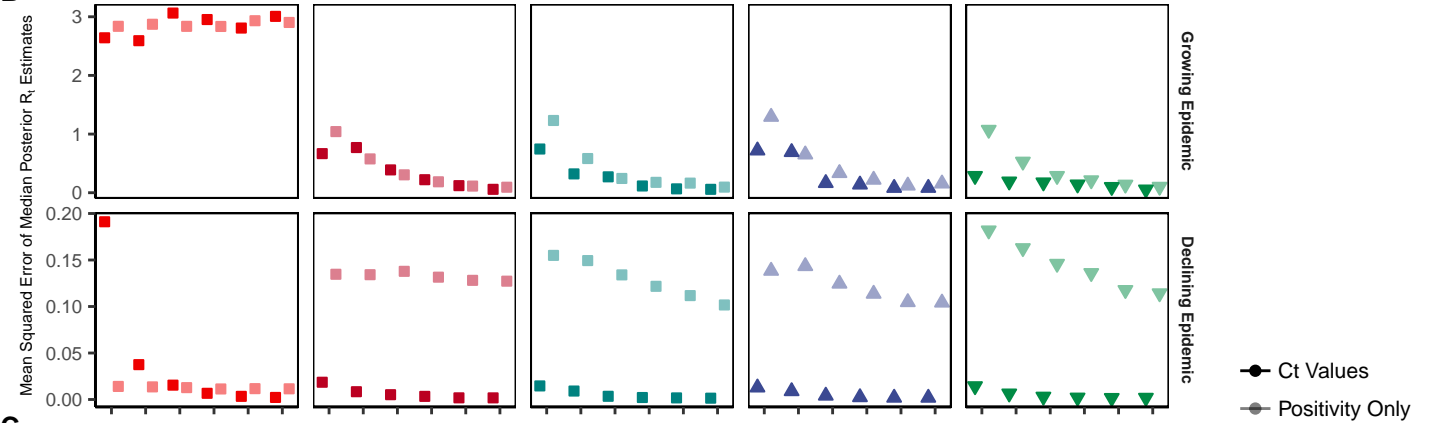 Mean Squared Error of Median Posterior Rt Estimates
3
2
1
0
Growing Epidemic
0.20
0.15
0.10
0.05
0.00
Declining Epidemic
Ct Values
Positivity Only